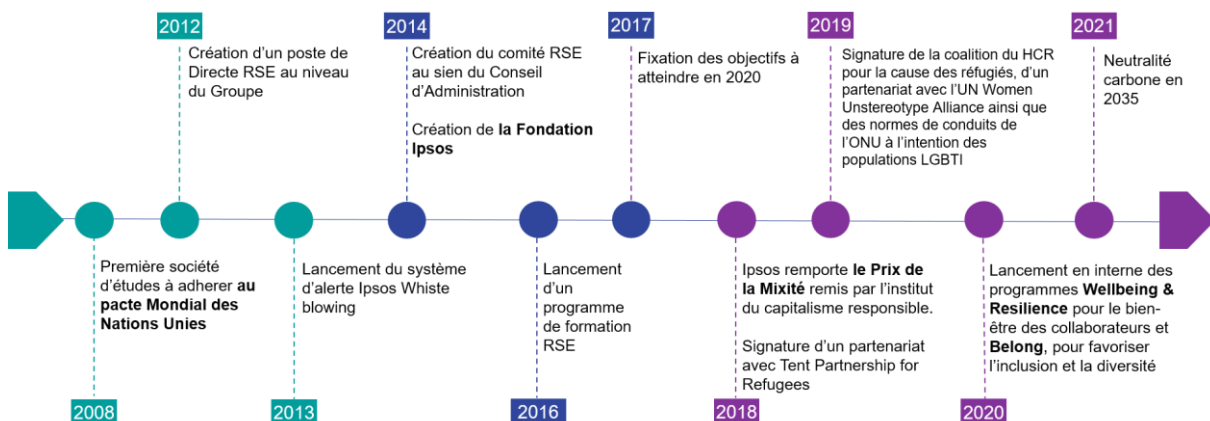 2012
Création d’un poste de
Directe RSE au niveau
du Groupe
2014
Création du comité RSE
au sien du Conseil
d’Administration
Création de la Fondation
Ipsos
2017
Fixation des objectifs à
atteindre en 2020
2019
Signature de la coalition du HCR
pour la cause des réfugiés, d’un
partenariat avec l’UN Women
Unstereotype Alliance ainsi que
des normes de conduits de
l’ONU à l’intention des
populations LGBTI
2021
Neutralité
carbone en
2035
Première société
d’études à adherer au
pacte Mondial des
Nations Unies
2008
Lancement du système
d’alerte Ipsos Whiste
blowing
2013
Lancement
d’un
programme
de formation
RSE
2016
Ipsos remporte le Prix de
la Mixité remis par l’institut
du capitalisme responsible.
Signature d’un partenariat
avec Tent Partnership for
Refugees
2018
Lancement en interne des
programmes Wellbeing &
Resilience pour le bien-
être des collaborateurs et
Belong, pour favoriser
l’inclusion et la diversité
2020